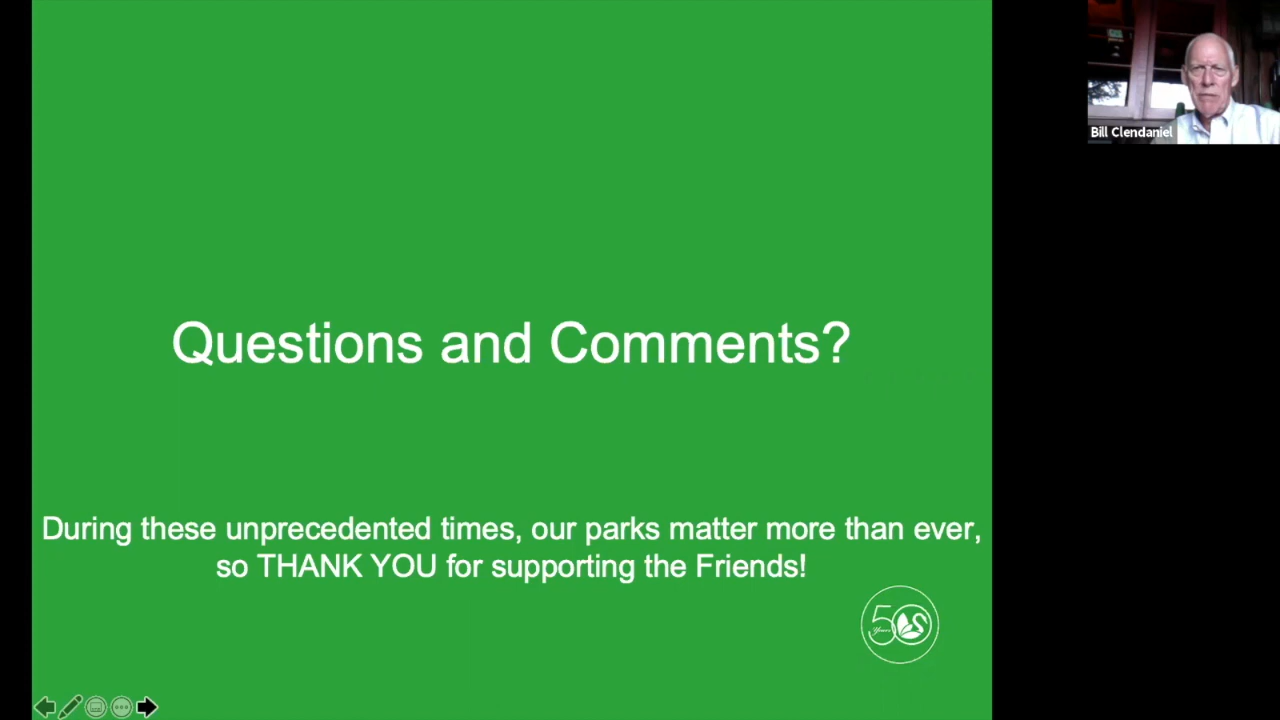 Bill Clendaniel
Questions and Comments?
During these unprecedented times, our parks matter more than ever,
so THANK YOU for supporting the Friends!
50
Years